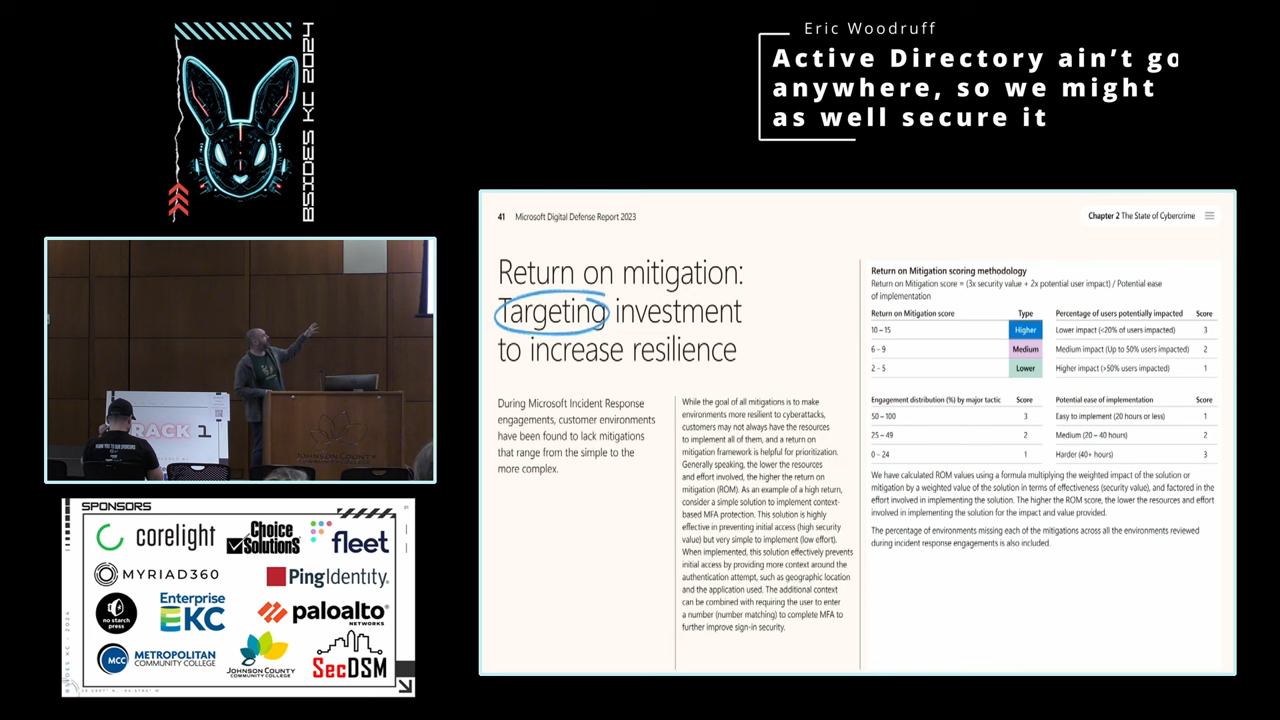 BSIDES KC 2024
Eric Woodruff
Active Directory ain't go
anywhere, so we might
as well secure it
TRACK 1
JOHNSON COUNTY
SPONSORS
corelight
Choice
Solutions
fleet
MYRIAD360
PingIdentity.
no starch
press
Enterprise
EKC
paloalto
NETWORKS
MCC
METROPOLITAN
COMMUNITY COLLEGE
JOHNSON COUNTY
COMMUNITY COLLEGE
SecDSM
41 Microsoft Digital Defense Report 2023
Chapter 2 The State of Cybercrime
Return on mitigation:
Targeting investment
to increase resilience
During Microsoft Incident Response
engagements, customer environments
have been found to lack mitigations
that range from the simple to the
more complex.
While the goal of all mitigations is to make
environments more resilient to cyberattacks,
customers may not always have the resources
to implement all of them, and a return on
mitigation framework is helpful for prioritization.
Generally speaking, the lower the resources
and effort involved, the higher the return on
mitigation (ROM). As an example of a high return,
consider a simple solution to implement context-
based MFA protection. This solution is highly
effective in preventing initial access (high security
value) but very simple to implement (low effort).
When implemented, this solution effectively prevents
initial access by providing more context around the
authentication attempt, such as geographic location
and the application used. The additional context
can be combined with requiring the user to enter
a number (number matching) to complete MFA to
further improve sign-in security.
Return on Mitigation scoring methodology
Return on Mitigation score = (3x security value + 2x potential user impact) / Potential ease
of implementation
Return on Mitigation score Type
10 – 15 Higher
6 – 9 Medium
2 – 5 Lower
Percentage of users potentially impacted Score
Lower impact (<20% of users impacted) 3
Medium impact (Up to 50% users impacted) 2
Higher impact (>50% users impacted) 1
Engagement distribution (%) by major tactic Score
50 – 100 3
25 – 49 2
0 – 24 1
Potential ease of implementation Score
Easy to implement (20 hours or less) 1
Medium (20 – 40 hours) 2
Harder (40+ hours) 3
We have calculated ROM values using a formula multiplying the weighted impact of the solution or
mitigation by a weighted value of the solution in terms of effectiveness (security value), and factored in the
effort involved in implementing the solution. The higher the ROM score, the lower the resources and effort
involved in implementing the solution for the impact and value provided.
The percentage of environments missing each of the mitigations across all the environments reviewed
during incident response engagements is also included.